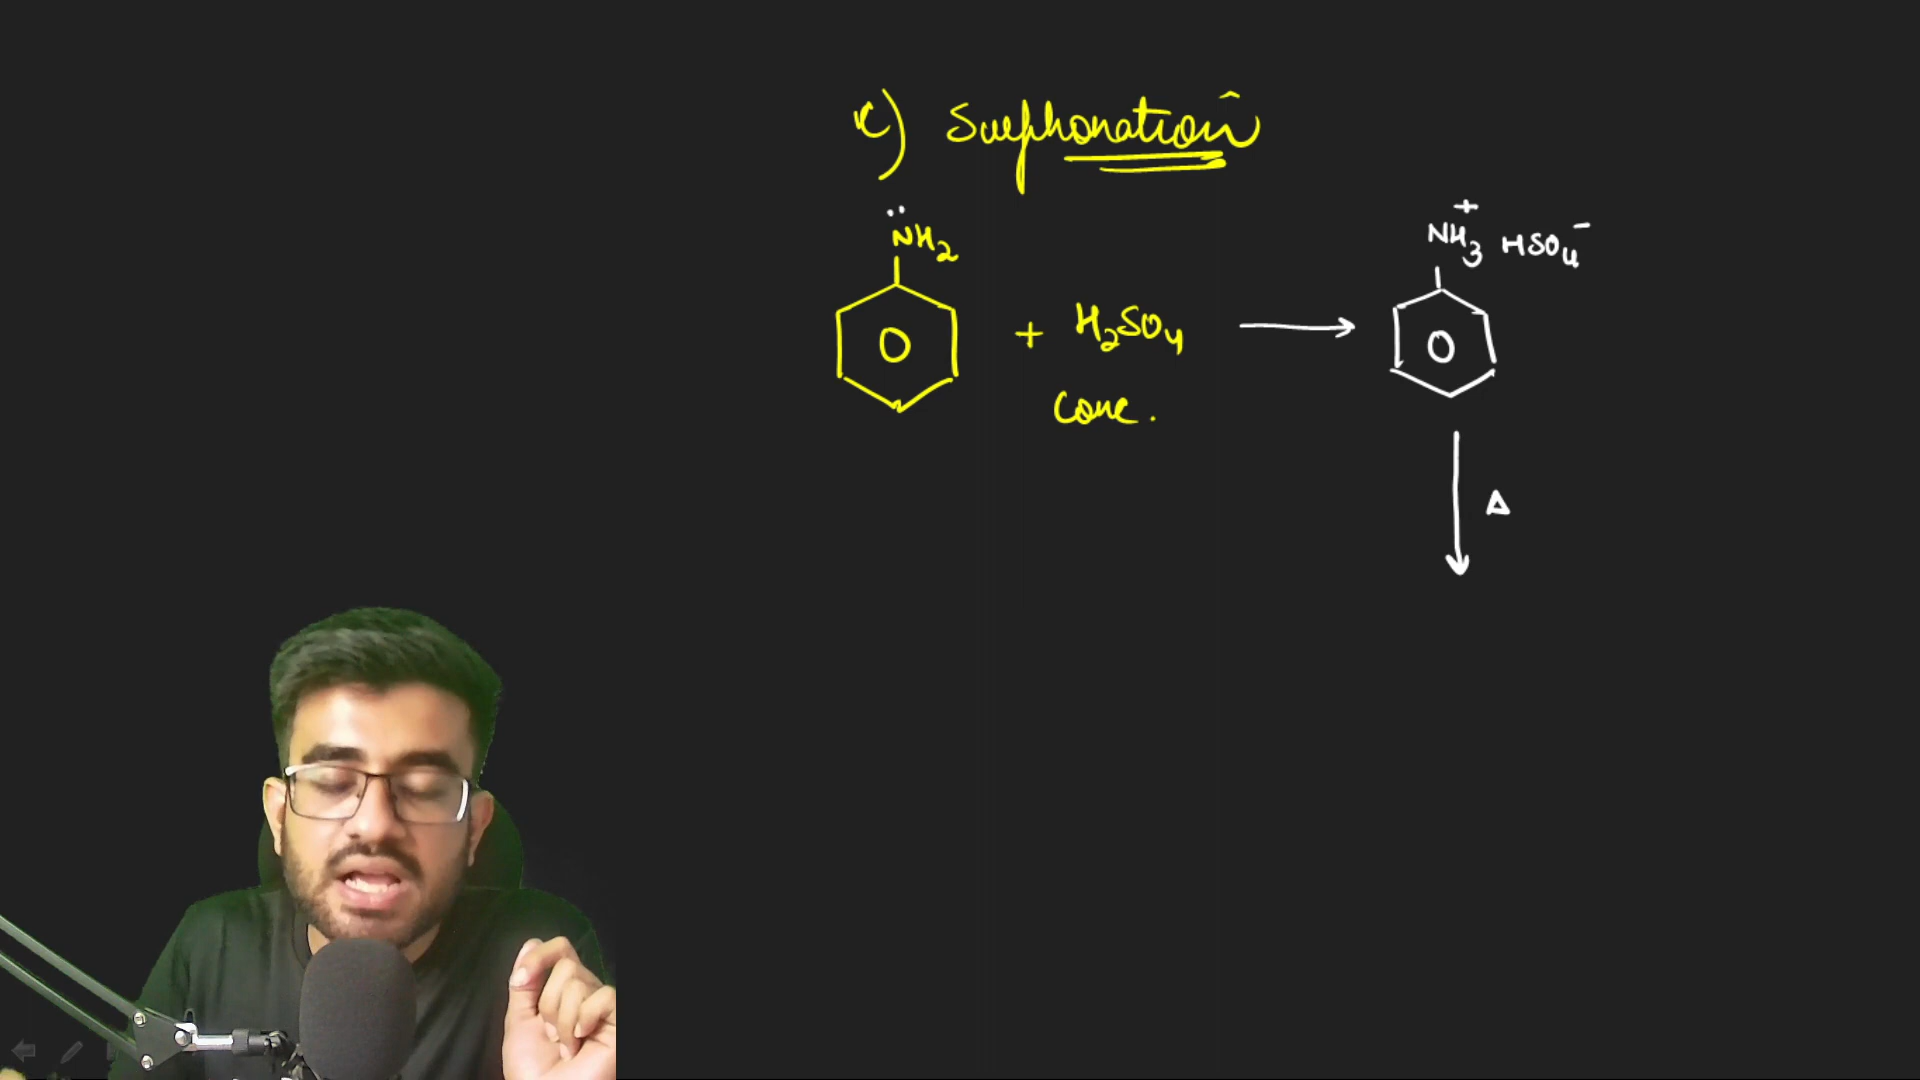 c) Sulphonation
NH2
+ H2SO4
conc.
+
NH3 HSO4-
Δ